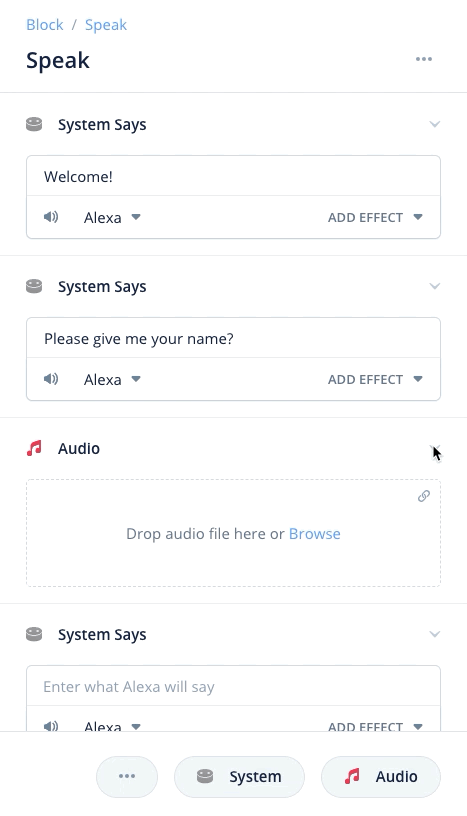 Block / Speak
Speak
System Says
Welcome!
Alexa ADD EFFECT
System Says
Please give me your name?
Alexa ADD EFFECT
Audio
Drop audio file here or Browse
System Says
Enter what Alexa will say
Alexa ADD EFFECT
System Audio